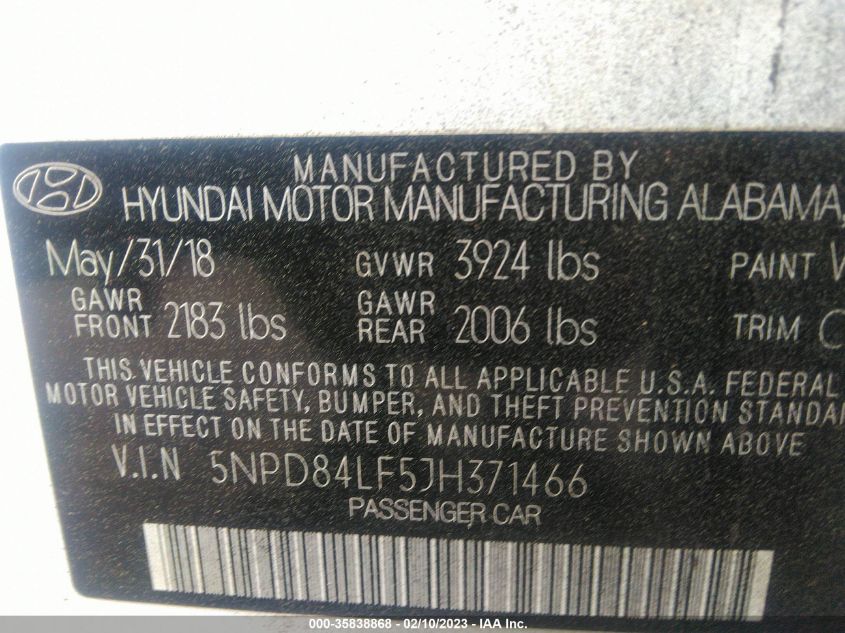 MANUFACTURED BY
HYUNDAI MOTOR MANUFACTURING ALABAMA,
May/31/18 GVWR 3924 lbs PAINT
GAWR FRONT 2183 lbs GAWR REAR 2006 lbs TRIM
THIS VEHICLE CONFORMS TO ALL APPLICABLE U.S.A. FEDERAL
MOTOR VEHICLE SAFETY, BUMPER, AND THEFT PREVENTION STANDA
IN EFFECT ON THE DATE OF MANUFACTURE SHOWN ABOVE.
V.I.N 5NPD84LF5JH371466
PASSENGER CAR
000-35838868 - 02/10/2023 - IAA Inc.